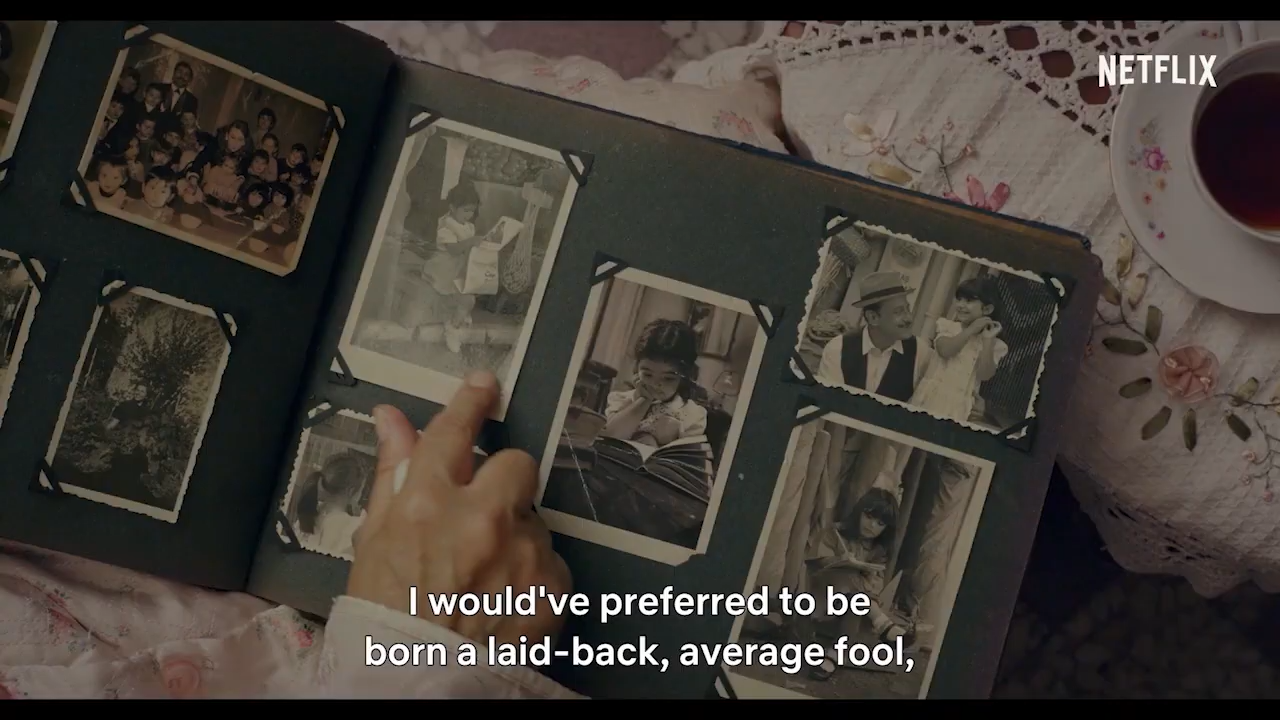 NETFLIX
I would've preferred to be
born a laid-back, average fool,